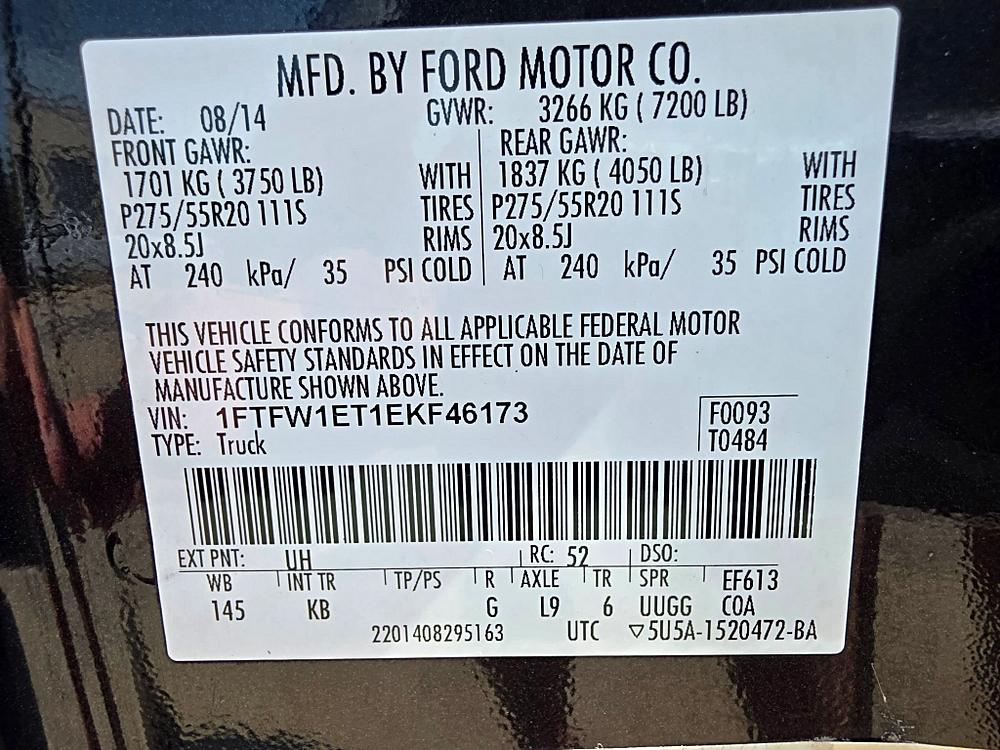 MFD. BY FORD MOTOR CO.
DATE: 08/14 GVWR: 3266 KG ( 7200 LB)
FRONT GAWR: REAR GAWR:
1701 KG ( 3750 LB) WITH 1837 KG ( 4050 LB) WITH
P275/55R20 111S TIRES P275/55R20 111S TIRES
20x8.5J RIMS 20x8.5J RIMS
AT 240 kPa/ 35 PSI COLD AT 240 kPa/ 35 PSI COLD
THIS VEHICLE CONFORMS TO ALL APPLICABLE FEDERAL MOTOR
VEHICLE SAFETY STANDARDS IN EFFECT ON THE DATE OF
MANUFACTURE SHOWN ABOVE.
VIN: 1FTFW1ET1EKF46173 F0093
TYPE: Truck T0484
EXT PNT: UH RC: 52 DSO:
WB INT TR TP/PS R AXLE TR SPR EF613
145 KB G L9 6 UUGG COA
2201408295163 UTC ▽5U5A-1520472-BA